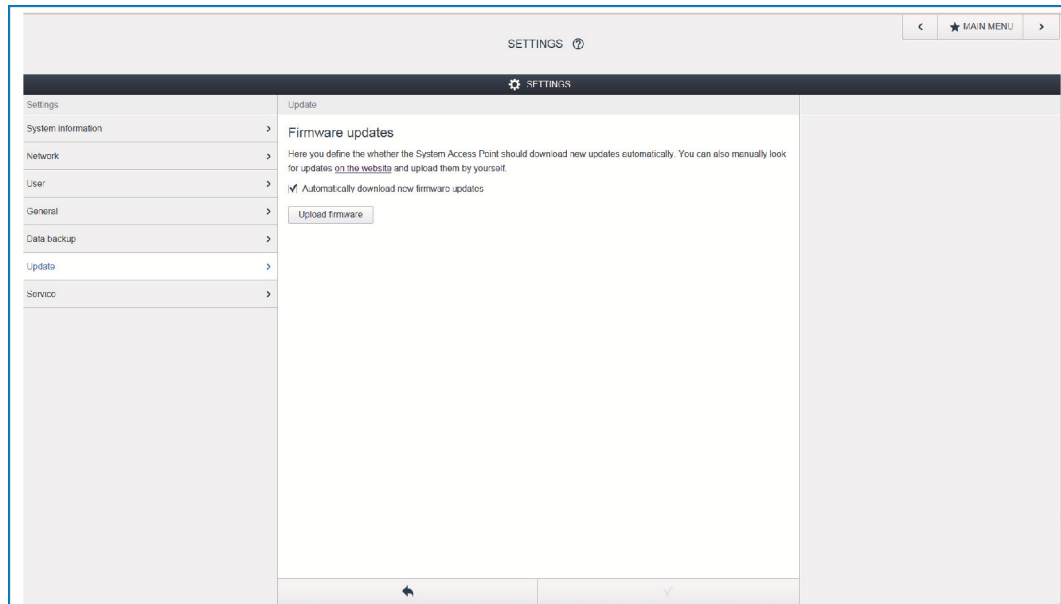 SETTINGS ?
< ★ MAIN MENU >
SETTINGS
Settings
System information >
Network >
User >
General >
Data backup >
Update >
Service >
Update
Firmware updates
Here you define the whether the System Access Point should download new updates automatically. You can also manually look
for updates on the website and upload them by yourself.
Automatically download new firmware updates
Upload firmware